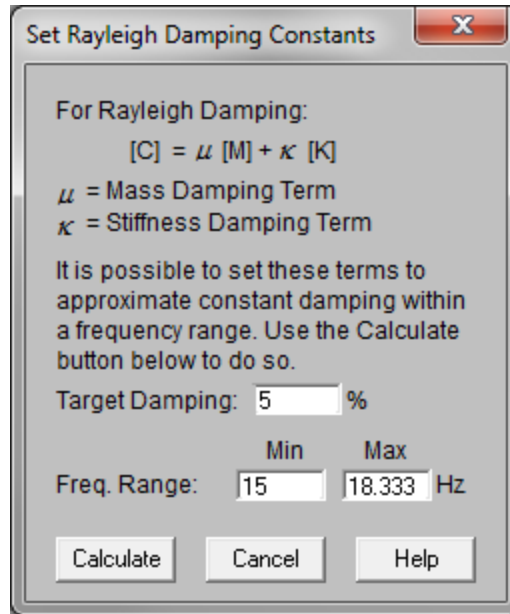 Set Rayleigh Damping Constants
For Rayleigh Damping:
[C] = μ [M] + κ [K]
μ = Mass Damping Term
κ = Stiffness Damping Term
It is possible to set these terms to
approximate constant damping within
a frequency range. Use the Calculate
button below to do so.
Target Damping: 5 %
Min Max
Freq. Range: 15 18.333 Hz
Calculate Cancel Help